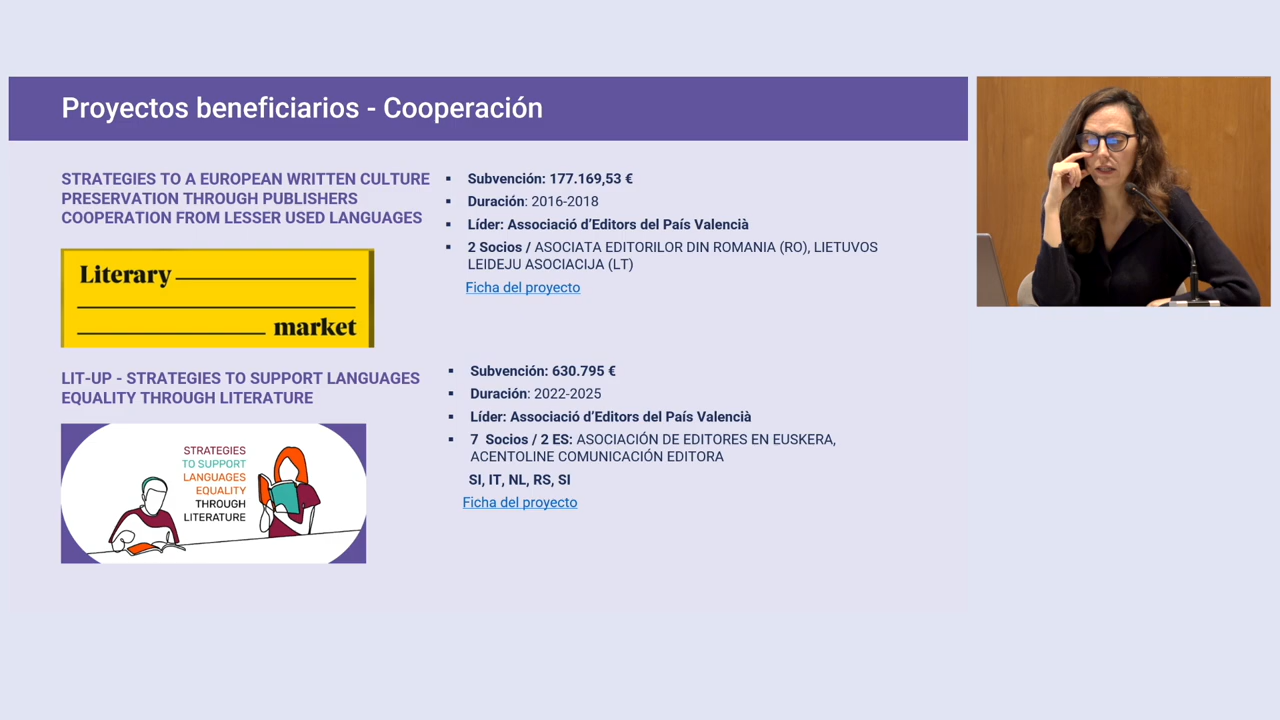 Proyectos beneficiarios - Cooperación
STRATEGIES TO A EUROPEAN WRITTEN CULTURE
PRESERVATION THROUGH PUBLISHERS
COOPERATION FROM LESSER USED LANGUAGES
Literary
market
▪ Subvención: 177.169,53 €
▪ Duración: 2016-2018
▪ Líder: Associació d’Editors del País Valencià
▪ 2 Socios / ASOCIATA EDITORILOR DIN ROMANIA (RO), LIETUVOS
LEIDEJU ASOCIACIJA (LT)
Ficha del proyecto
LIT-UP - STRATEGIES TO SUPPORT LANGUAGES
EQUALITY THROUGH LITERATURE
STRATEGIES
TO SUPPORT
LANGUAGES
EQUALITY
THROUGH
LITERATURE
▪ Subvención: 630.795 €
▪ Duración: 2022-2025
▪ Líder: Associació d’Editors del País Valencià
▪ 7 Socios / 2 ES: ASOCIACIÓN DE EDITORES EN EUSKERA,
ACENTOLINE COMUNICACIÓN EDITORA
SI, IT, NL, RS, SI
Ficha del proyecto